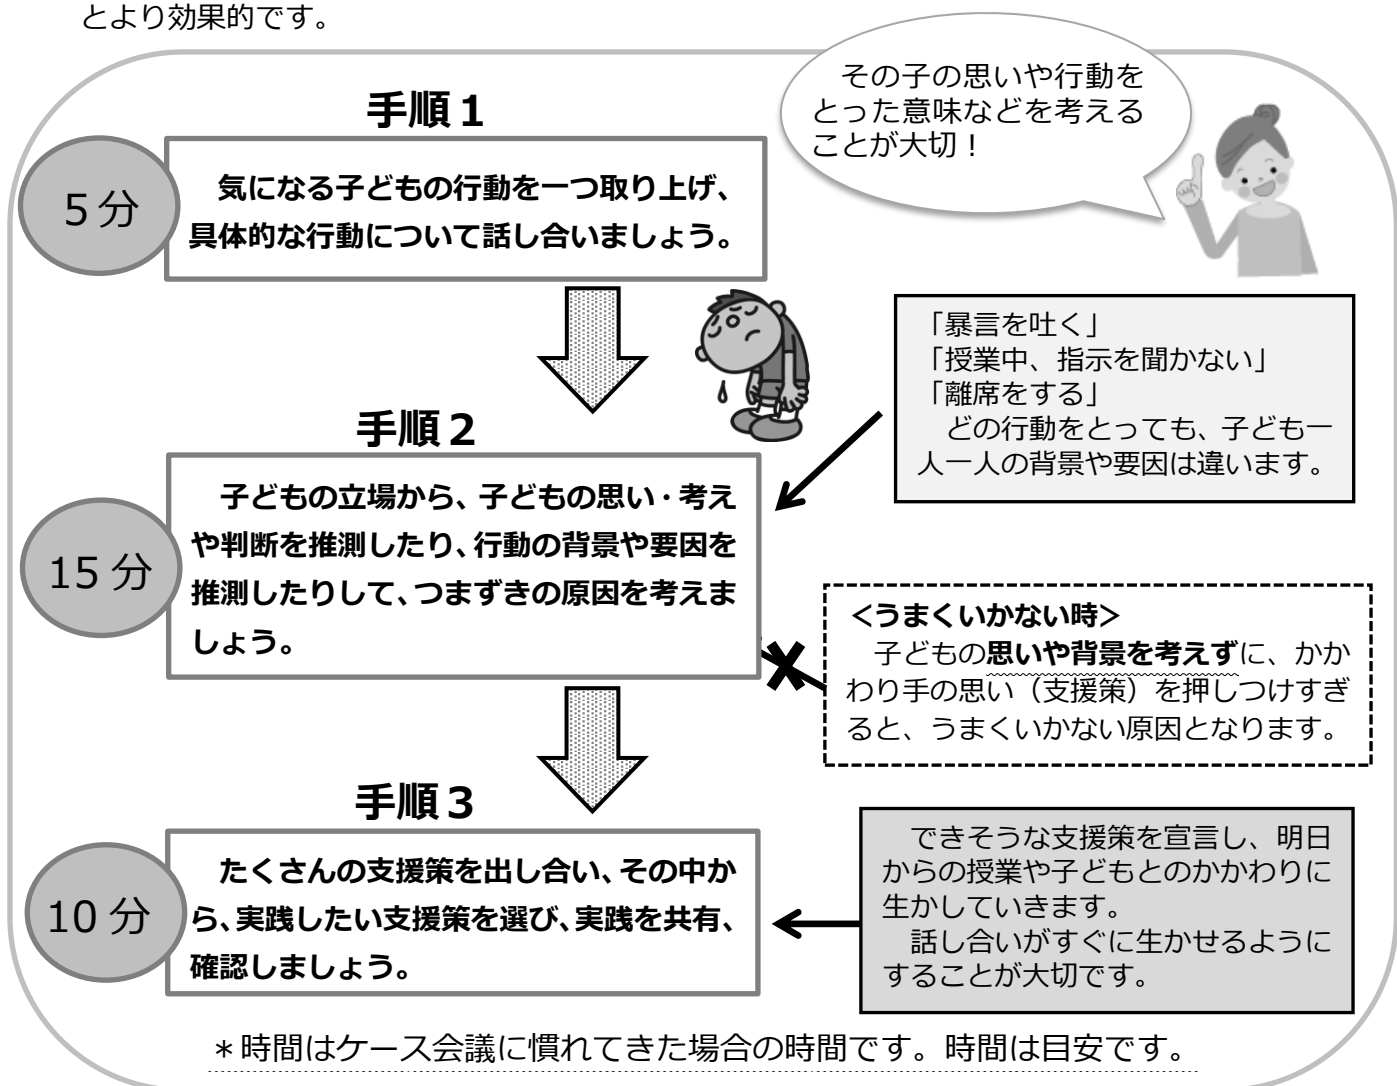 とより効果的です。
その子の思いや行動を
とった意味などを考える
ことが大切！
手順１
５分
気になる子どもの行動を一つ取り上げ、
具体的な行動について話し合いましょう。
「暴言を吐く」
「授業中、指示を聞かない」
「離席をする」
どの行動をとっても、子ども一
人一人の背景や要因は違います。
手順２
15 分
子どもの立場から、子どもの思い・考え
や判断を推測したり、行動の背景や要因を
推測したりして、つまずきの原因を考えま
しょう。
＜うまくいかない時＞
子どもの思いや背景を考えずに、かか
わり手の思い（支援策）を押しつけすぎ
ると、うまくいかない原因となります。
手順３
10 分
たくさんの支援策を出し合い、その中か
ら、実践したい支援策を選び、実践を共有、
確認しましょう。
できそうな支援策を宣言し、明日
からの授業や子どもとのかかわりに
生かしていきます。
話し合いがすぐに生かせるように
することが大切です。
＊時間はケース会議に慣れてきた場合の時間です。時間は目安です。